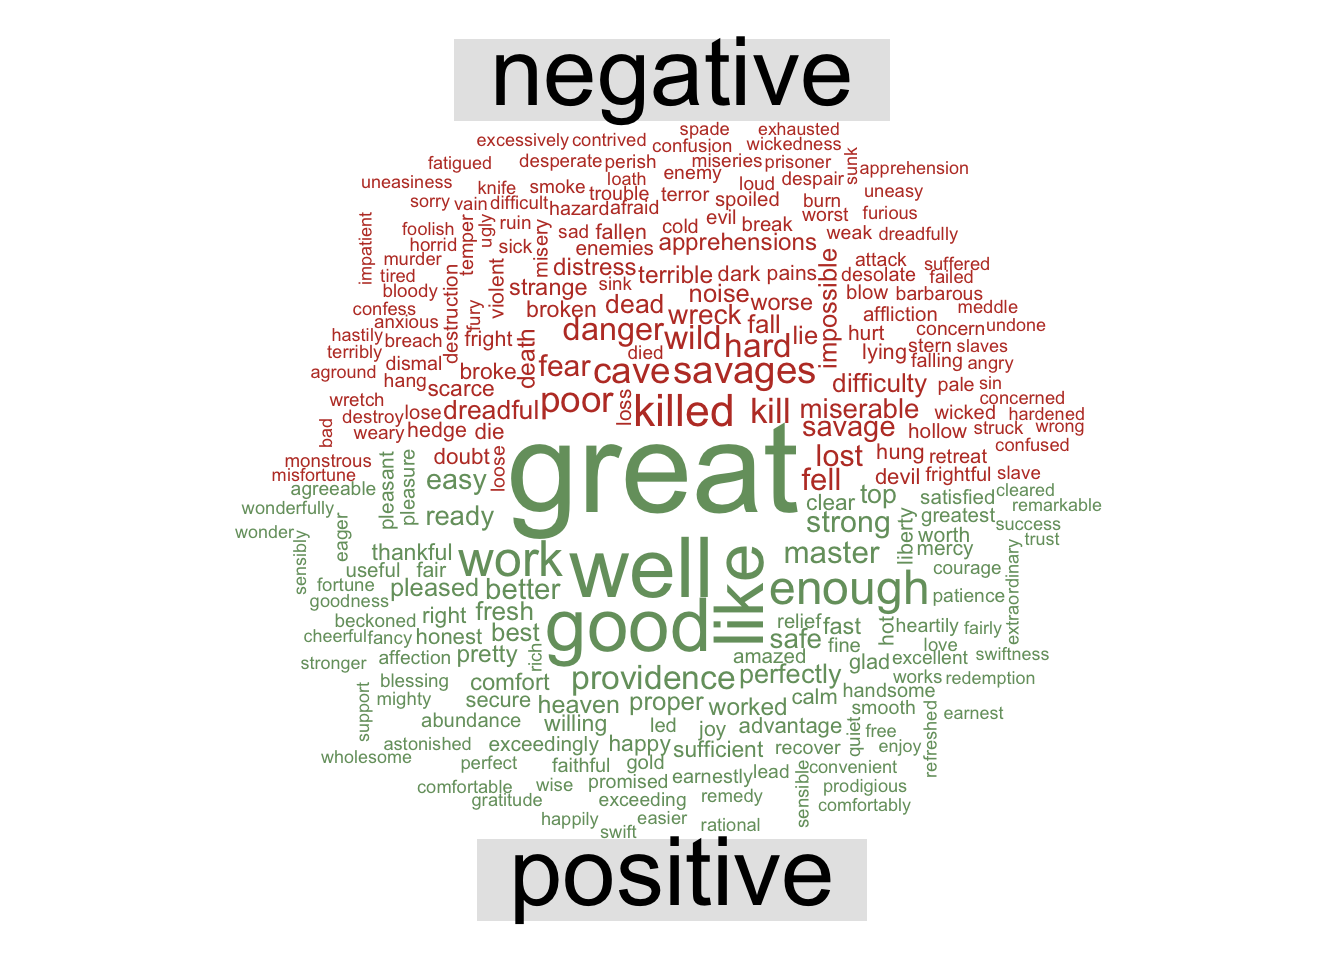 negative
spade exhausted
excessively contrived confusion wickedness
fatigued desperate perish miseries prisoner sunk apprehension
uneasiness knife smoke loath enemy loud despair uneasy
sorry vain difficult trouble terror spoiled burn
hazard afraid evil break worst furious
impatient foolish temper ugly ruin sad fallen cold weak dreadfully
horrid sick misery enemies apprehensions
murder distress terrible dark pains impossible attack suffered
tired violent strange sink desolate failed
bloody destruction noise worse blow barbarous
confess fury broken dead wreck affliction meddle
anxious danger fall concern undone
hastily breach fright death wild hard lie hurt stern slaves
terribly died lying falling angry
aground dismal broke fear cave savages
hang scarce difficulty pale sin
wretch poor concerned
destroy lose dreadful loss killed kill miserable wicked hardened
bad weary hedge die savage hollow struck wrong
confused
monstrous doubt loose lost hung retreat
misfortune fell devil frightful slave
great
agreeable pleasant pleasure easy clear top satisfied cleared
wonderfully ready strong liberty greatest remarkable
wonder sensibly eager worth success
trust
thankful work well like master mercy extraordinary
useful fair courage
fortune pleased better enough patience
goodness
beckoned right fresh good relief fast hot heartily fairly
cheerful fancy honest best safe fine love
stronger affection pretty rich amazed glad excellent swiftness
blessing comfort providence perfectly works redemption
support mighty secure heaven proper worked calm handsome
smooth refreshed earnest
abundance willing led joy advantage quiet free
astonished exceedingly happy sufficient recover enjoy
wholesome perfect faithful gold convenient
comfortable wise promised earnestly lead sensible prodigious
gratitude exceeding remedy comfortably
happily easier
swift rational
positive